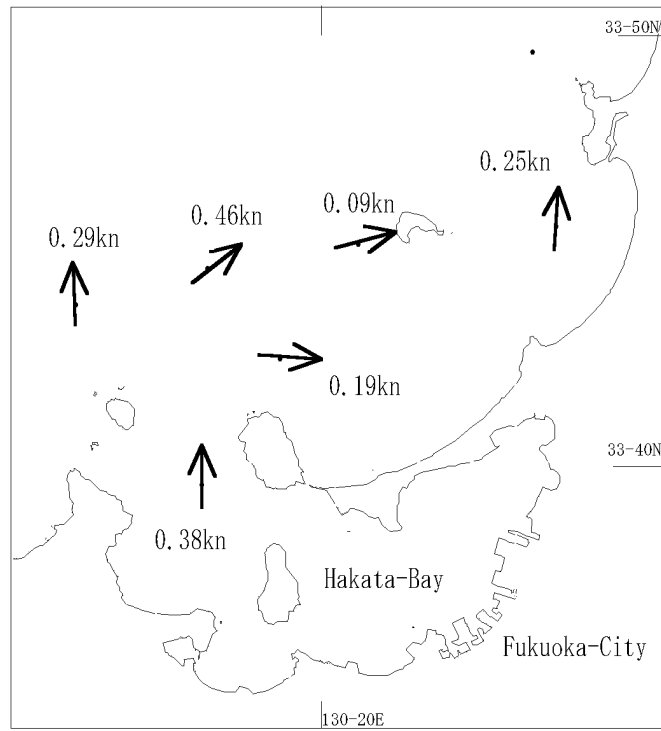 33-50N
0.25kn
0.46kn
0.09kn
0.29kn
0.19kn
33-40N
0.38kn
Hakata-Bay
Fukuoka-City
130-20E